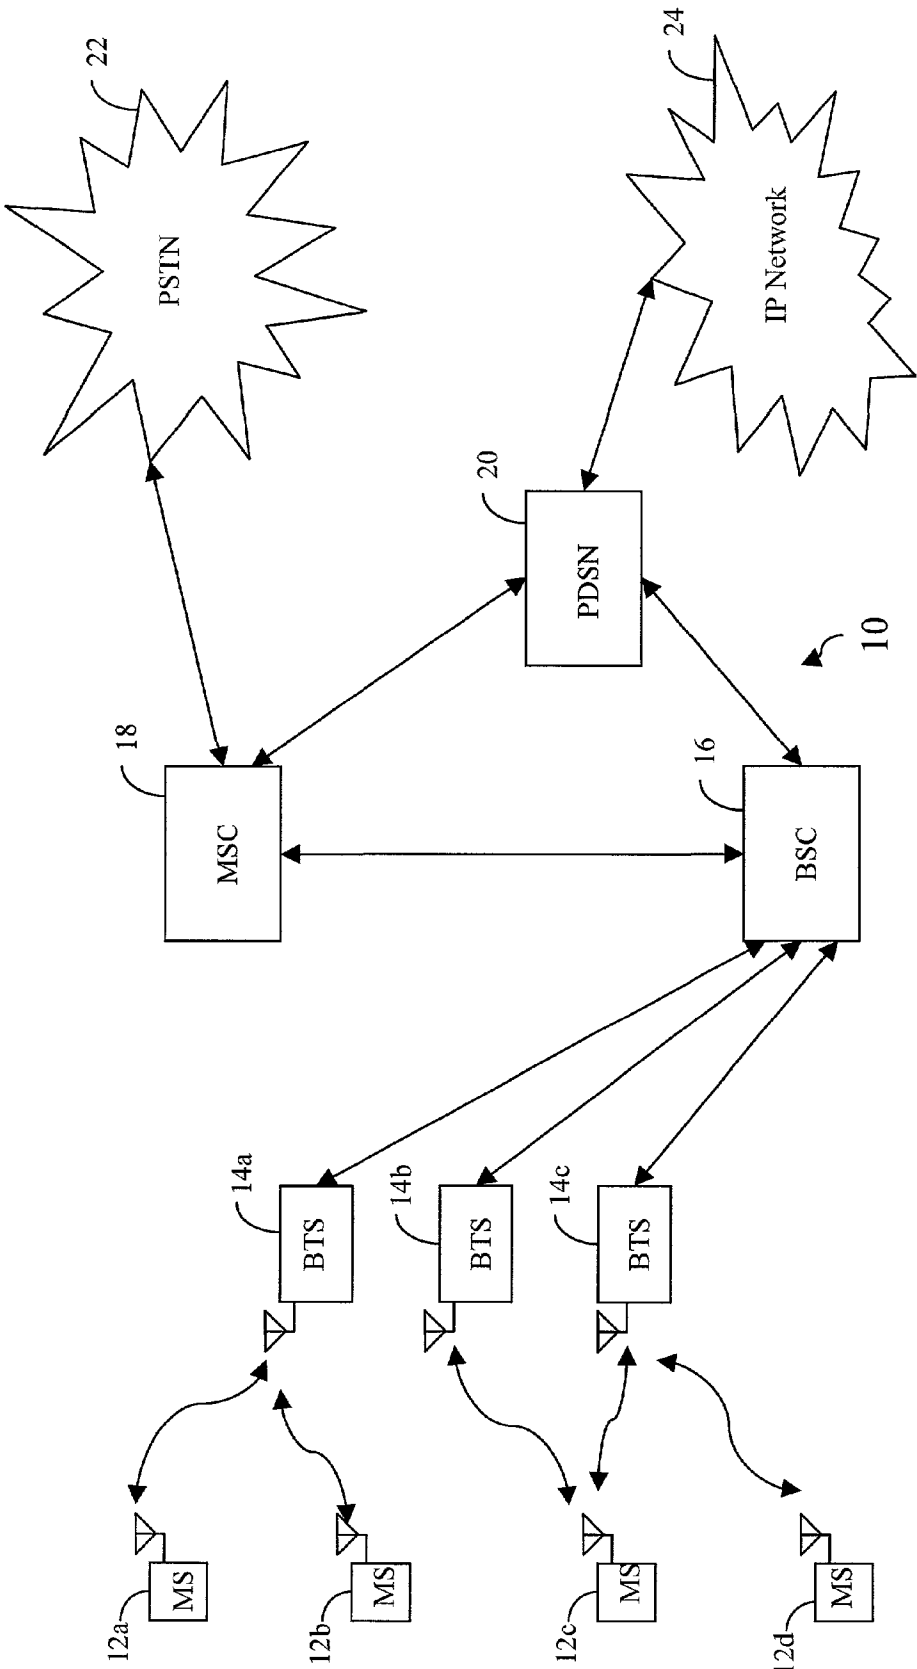 22
PSTN
24
IP Network
20
PDSN
10
18
MSC
16
BSC
14a
BTS
14b
BTS
14c
BTS
12a
MS
12b
MS
12c
MS
12d
MS